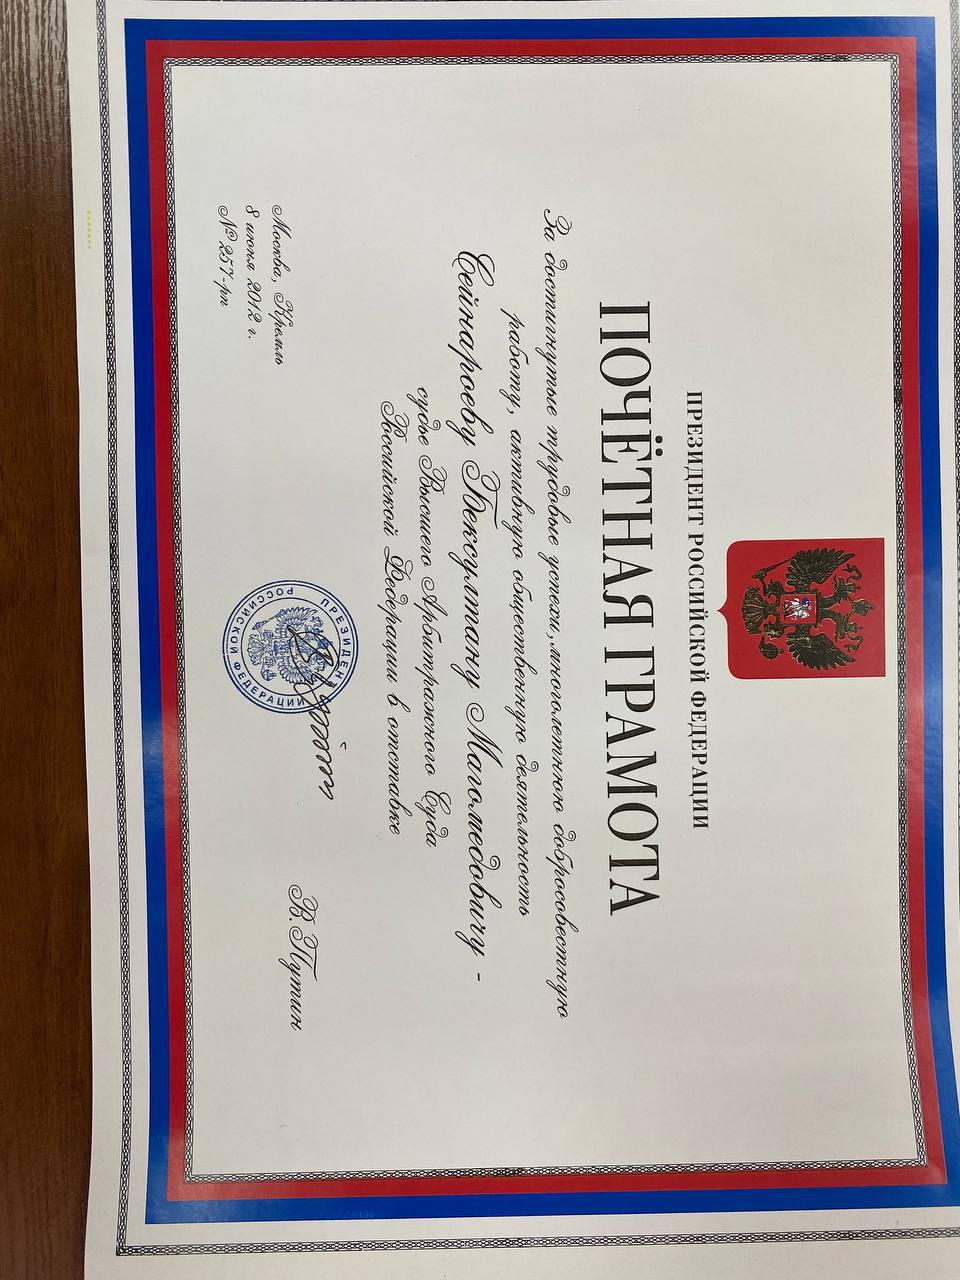 ПРЕЗИДЕНТ РОССИЙСКОЙ ФЕДЕРАЦИИ
ПОЧЁТНАЯ ГРАМОТА
За достигнутые трудовые успехи, многолетнюю добросовестную
работу, активную общественную деятельность
Сейнароеву Бексултану Магомедовичу -
судье Высшего Арбитражного Суда
Российской Федерации в отставке
ПРЕЗИДЕНТ
РОССИЙСКОЙ ФЕДЕРАЦИИ
В.Путин
Москва, Кремль
8 июня 2012 г.
№ 257-рп